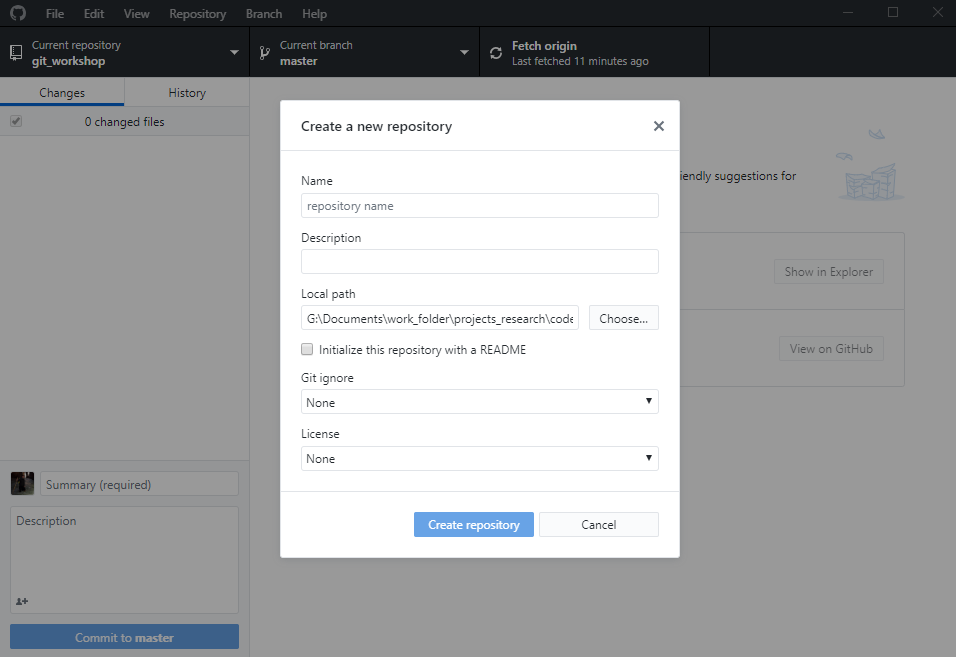 File Edit View Repository Branch Help
Current repository
git_workshop
Current branch
master
Fetch origin
Last fetched 11 minutes ago
Changes History
0 changed files
Create a new repository
Name
repository name
Description
Local path
G:\Documents\work_folder\projects_research\code
Choose...
Initialize this repository with a README
Git ignore
None
License
None
Create repository Cancel
suggestions for
Show in Explorer
View on GitHub
Summary (required)
Description
Commit to master